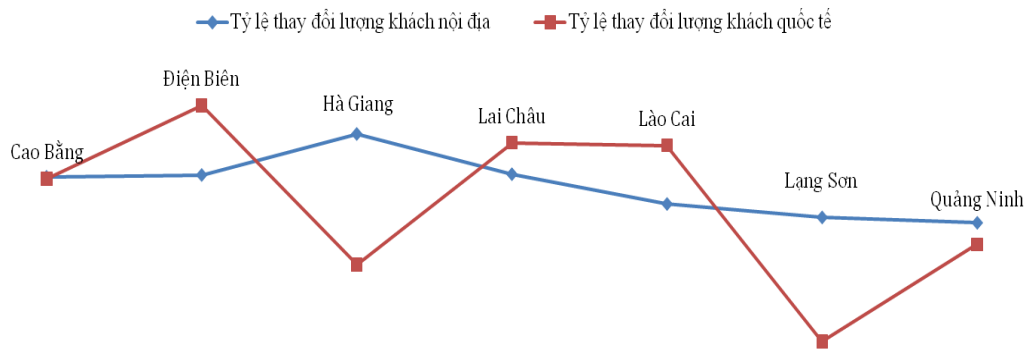 Tỷ lệ thay đổi lượng khách nội địa
Tỷ lệ thay đổi lượng khách quốc tế
Điện Biên
Hà Giang
Lai Châu
Lào Cai
Cao Bằng
Lạng Sơn
Quảng Ninh